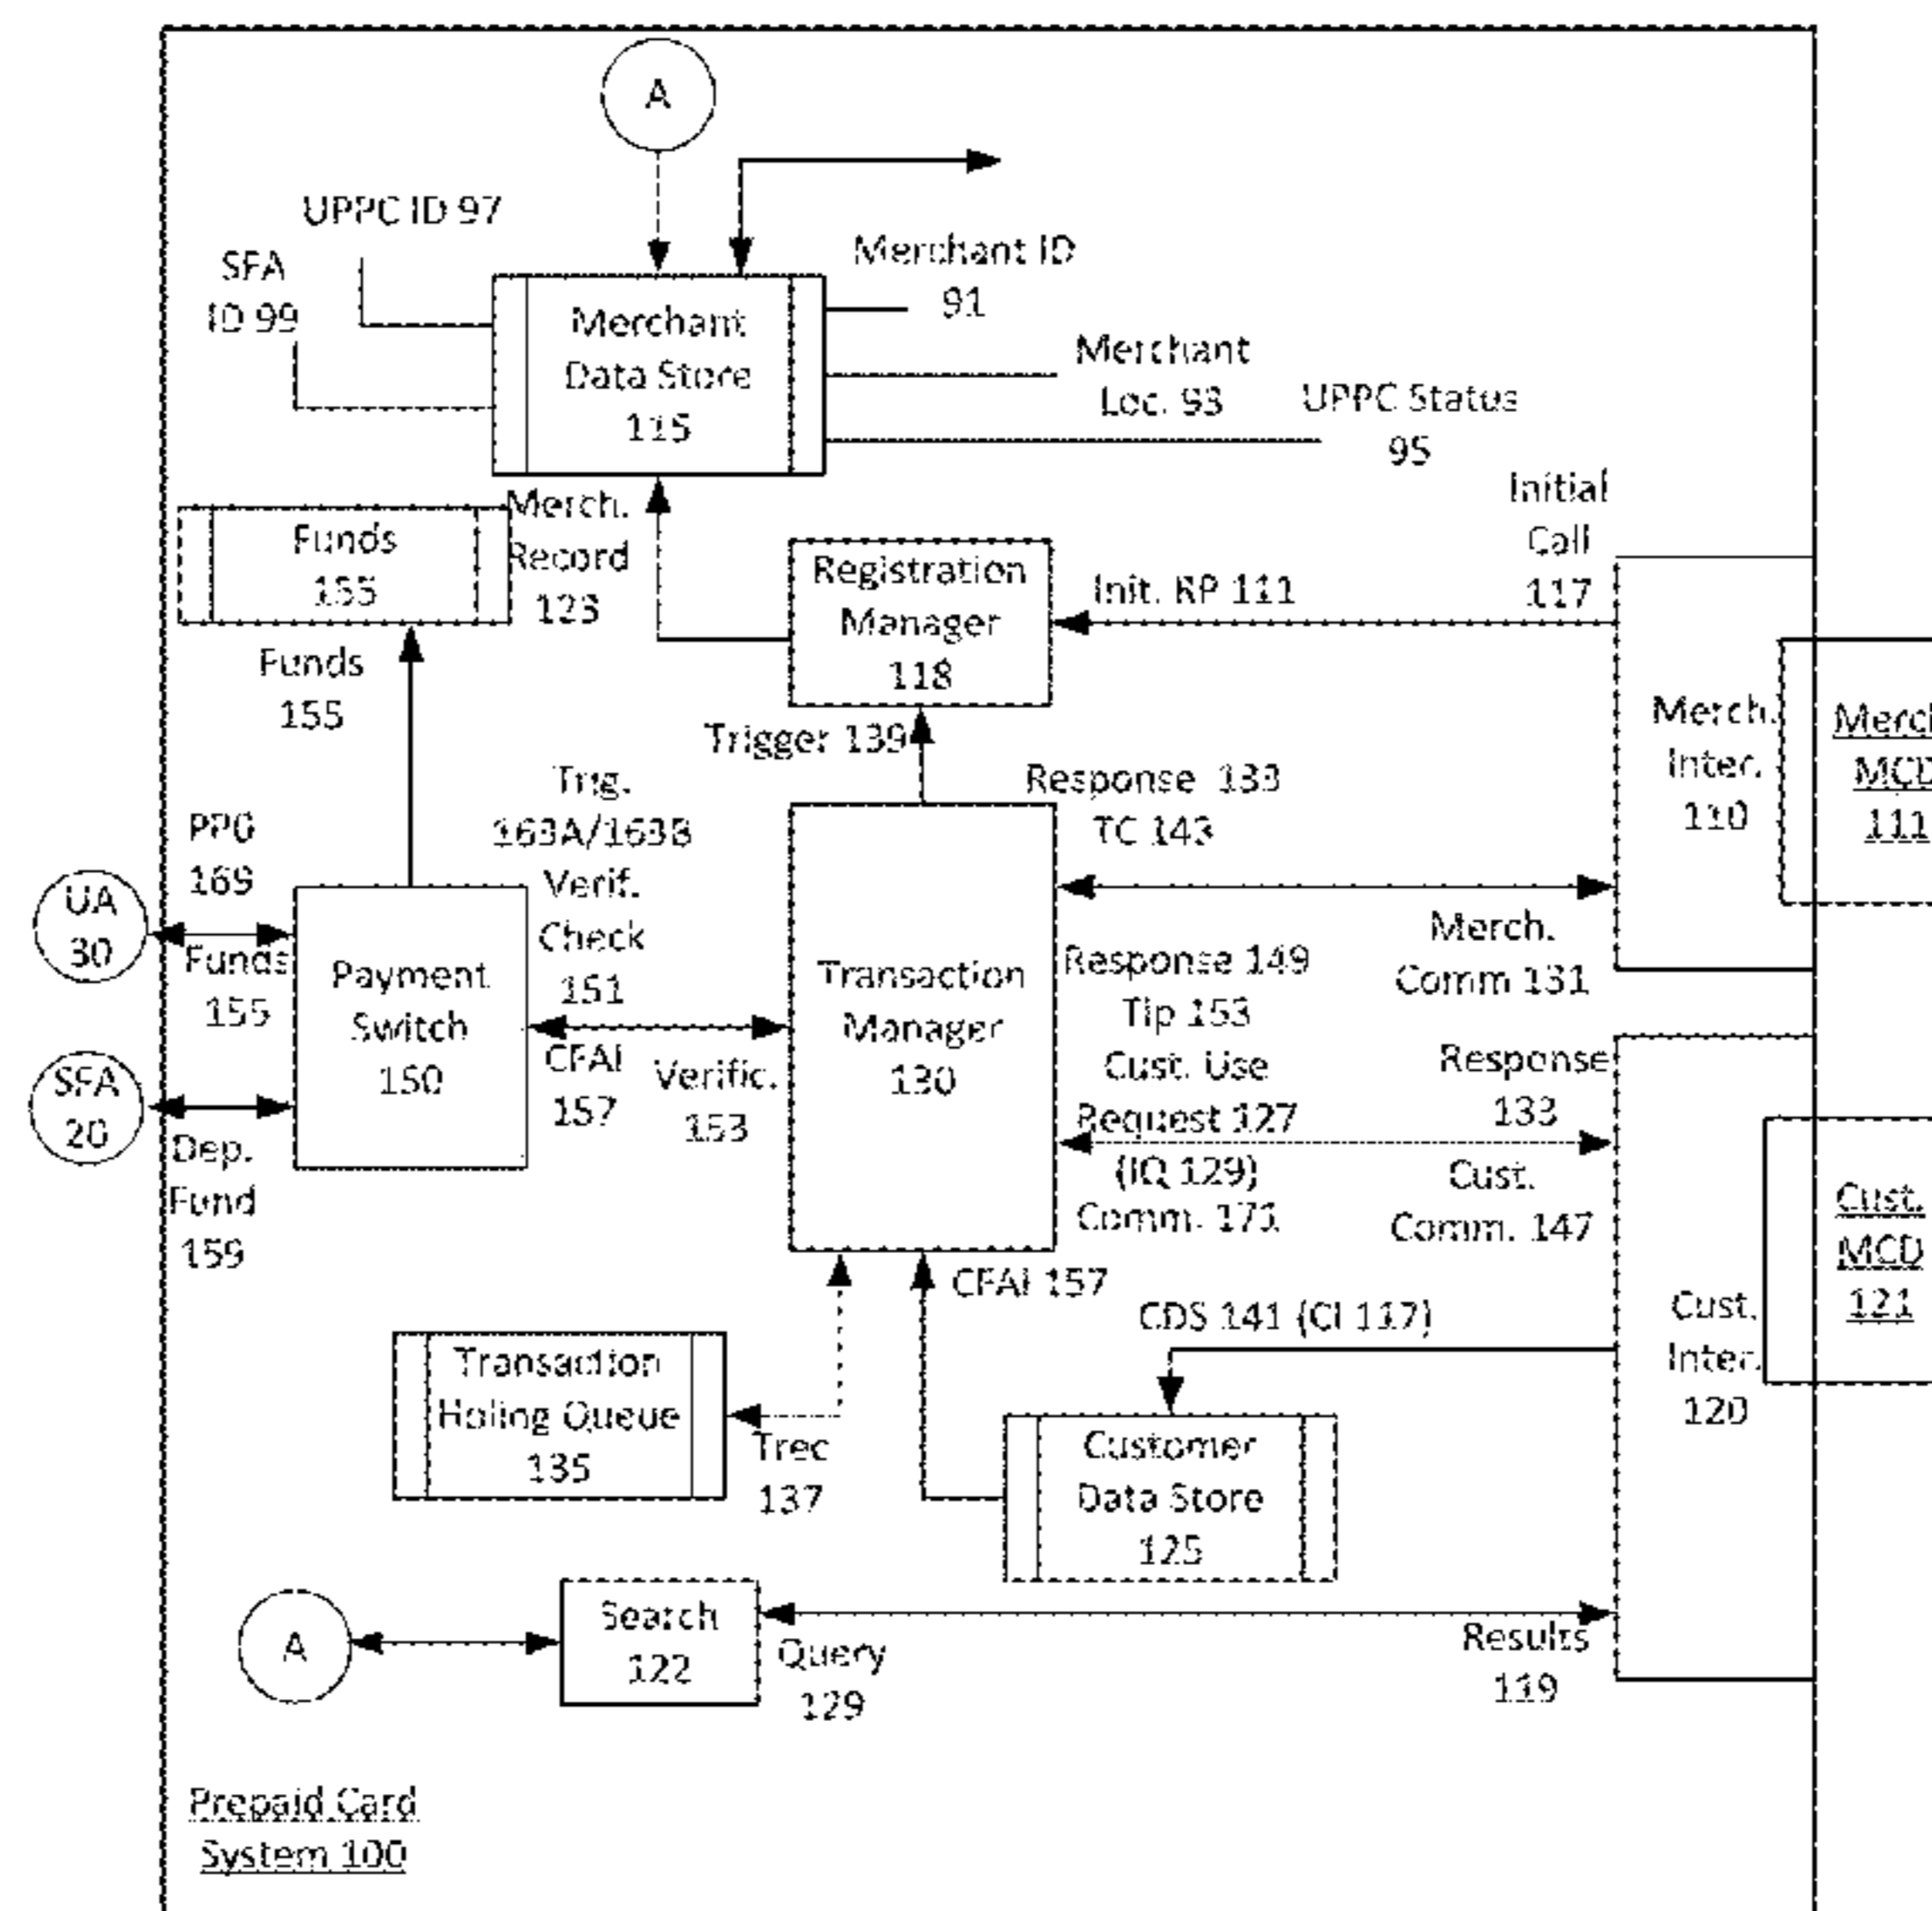 A
UPPC ID 97
SFA
ID 99
Merchant
Data Store
115
Merchant ID
91
Merchant
Loc. 93
UPPC Status
95
Initial
Call
117
Funds
155
Merch.
Record
123
Registration
Manager
118
Init. RP 111
Funds
155
Trigger 139
Merch.
Inter.
110
Merch
MCD
111
Trig.
163A/163B
Verif.
Check
151
Response 133
TC 143
PPO
169
UA
30
Funds
155
Payment
Switch
150
Transaction
Manager
130
Merch.
Comm 131
Response 149
Tip 153
Cust. Use
Request 127
(IQ 129)
Comm. 171
Response
133
Cust.
Comm. 147
CFAI
157
Verific.
153
SFA
20
Dep.
Fund
159
Cust.
MCD
121
Cust.
Inter.
120
CFAI 157
CDS 141 (CI 117)
Transaction
Holing Queue
135
Trec
137
Customer
Data Store
125
A
Search
122
Query
129
Results
119
Prepaid Card
System 100